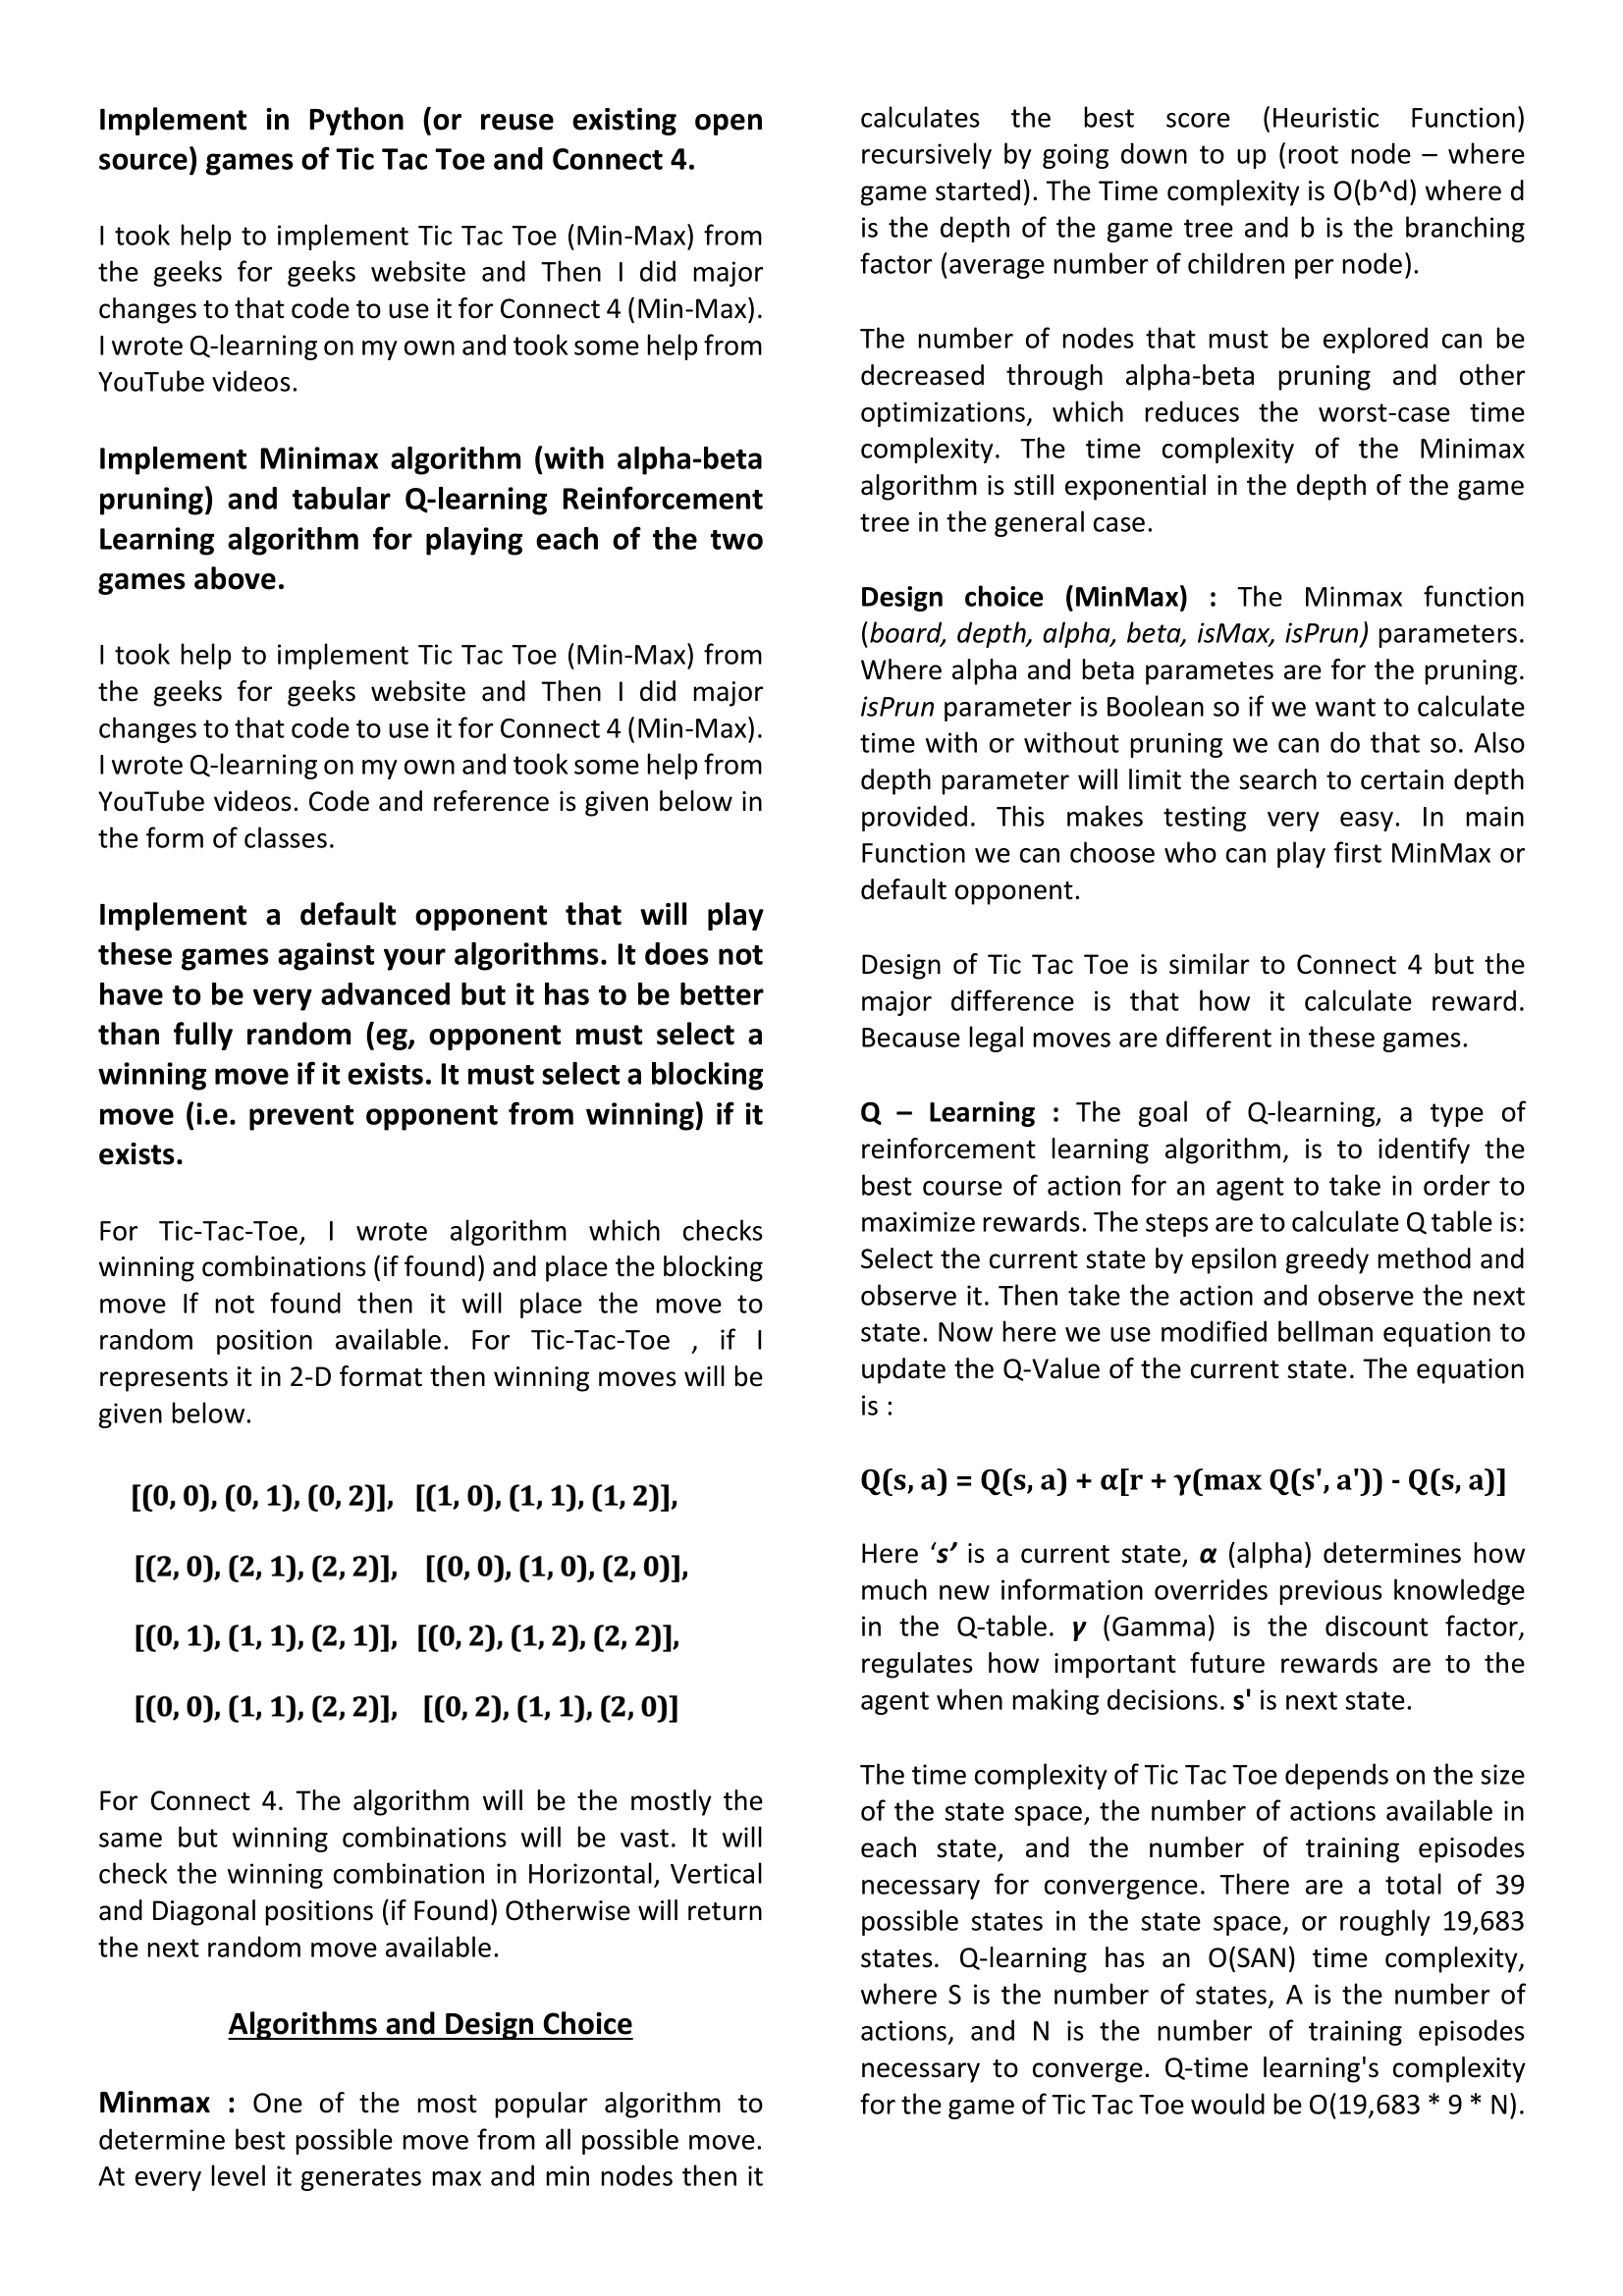 Implement in Python (or reuse existing open
source) games of Tic Tac Toe and Connect 4.
I took help to implement Tic Tac Toe (Min-Max) from
the geeks for geeks website and Then I did major
changes to that code to use it for Connect 4 (Min-Max).
I wrote Q-learning on my own and took some help from
YouTube videos.
Implement Minimax algorithm (with alpha-beta
pruning) and tabular Q-learning Reinforcement
Learning algorithm for playing each of the two
games above.
I took help to implement Tic Tac Toe (Min-Max) from
the geeks for geeks website and Then I did major
changes to that code to use it for Connect 4 (Min-Max).
I wrote Q-learning on my own and took some help from
YouTube videos. Code and reference is given below in
the form of classes.
Implement a default opponent that will play
these games against your algorithms. It does not
have to be very advanced but it has to be better
than fully random (eg, opponent must select a
winning move if it exists. It must select a blocking
move (i.e. prevent opponent from winning) if it
exists.
For Tic-Tac-Toe, I wrote algorithm which checks
winning combinations (if found) and place the blocking
move If not found then it will place the move to
random position available. For Tic-Tac-Toe , if I
represents it in 2-D format then winning moves will be
given below.
[(0, 0), (0, 1), (0, 2)], [(1, 0), (1, 1), (1, 2)],
[(2, 0), (2, 1), (2, 2)], [(0, 0), (1, 0), (2, 0)],
[(0, 1), (1, 1), (2, 1)], [(0, 2), (1, 2), (2, 2)],
[(0, 0), (1, 1), (2, 2)], [(0, 2), (1, 1), (2, 0)]
For Connect 4. The algorithm will be the mostly the
same but winning combinations will be vast. It will
check the winning combination in Horizontal, Vertical
and Diagonal positions (if Found) Otherwise will return
the next random move available.
Algorithms and Design Choice
Minmax : One of the most popular algorithm to
determine best possible move from all possible move.
At every level it generates max and min nodes then it
calculates the best score (Heuristic Function)
recursively by going down to up (root node – where
game started). The Time complexity is O(b^d) where d
is the depth of the game tree and b is the branching
factor (average number of children per node).
The number of nodes that must be explored can be
decreased through alpha-beta pruning and other
optimizations, which reduces the worst-case time
complexity. The time complexity of the Minimax
algorithm is still exponential in the depth of the game
tree in the general case.
Design choice (MinMax) : The Minmax function
(board, depth, alpha, beta, isMax, isPrun) parameters.
Where alpha and beta parametes are for the pruning.
isPrun parameter is Boolean so if we want to calculate
time with or without pruning we can do that so. Also
depth parameter will limit the search to certain depth
provided. This makes testing very easy. In main
Function we can choose who can play first MinMax or
default opponent.
Design of Tic Tac Toe is similar to Connect 4 but the
major difference is that how it calculate reward.
Because legal moves are different in these games.
Q – Learning : The goal of Q-learning, a type of
reinforcement learning algorithm, is to identify the
best course of action for an agent to take in order to
maximize rewards. The steps are to calculate Q table is:
Select the current state by epsilon greedy method and
observe it. Then take the action and observe the next
state. Now here we use modified bellman equation to
update the Q-Value of the current state. The equation
is :
Q(s, a) = Q(s, a) + α[r + γ(max Q(s', a')) - Q(s, a)]
Here ‘s’ is a current state, α (alpha) determines how
much new information overrides previous knowledge
in the Q-table. γ (Gamma) is the discount factor,
regulates how important future rewards are to the
agent when making decisions. s' is next state.
The time complexity of Tic Tac Toe depends on the size
of the state space, the number of actions available in
each state, and the number of training episodes
necessary for convergence. There are a total of 39
possible states in the state space, or roughly 19,683
states. Q-learning has an O(SAN) time complexity,
where S is the number of states, A is the number of
actions, and N is the number of training episodes
necessary to converge. Q-time learning's complexity
for the game of Tic Tac Toe would be O(19,683 * 9 * N).